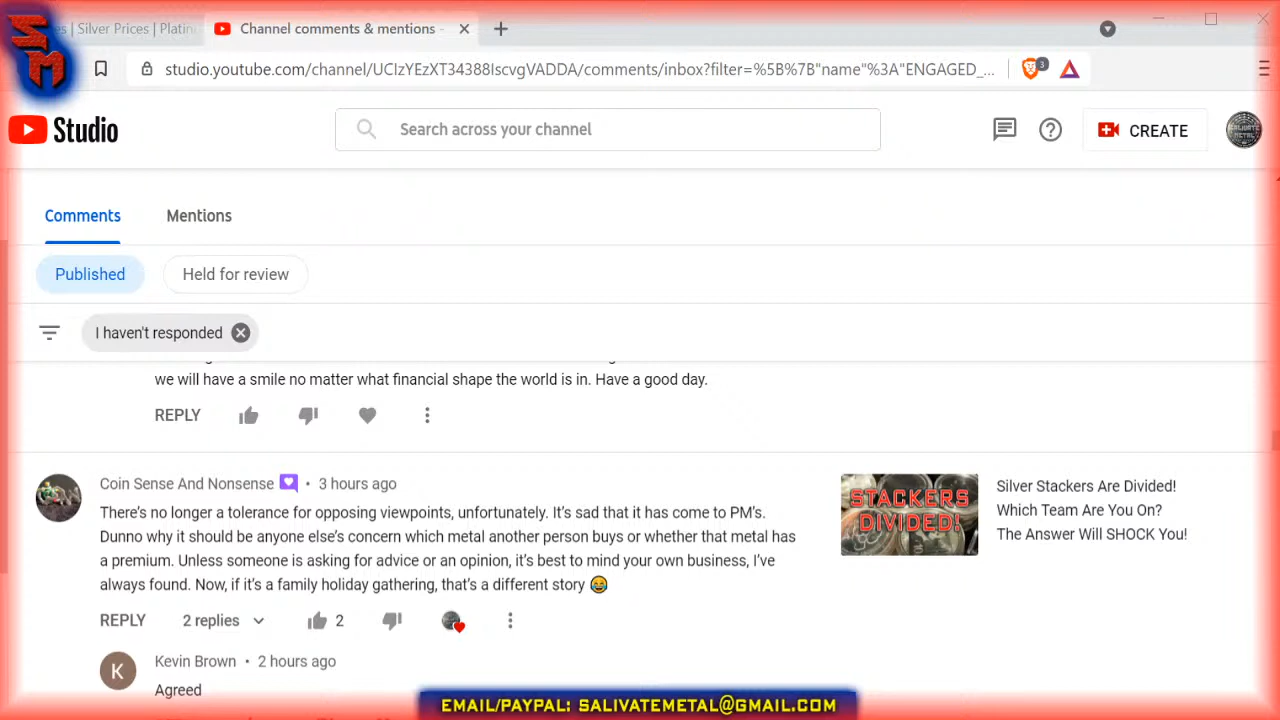 SM
es | Silver Prices | Platin
Channel comments & mentions -
studio.youtube.com/channel/UCIzYEzXT34388IscvgVADDA/comments/inbox?filter=%5B%7B"name"%3A"ENGAGED_...
3
Studio
Search across your channel
CREATE
Comments
Mentions
Published
Held for review
I haven't responded
we will have a smile no matter what financial shape the world is in. Have a good day.
REPLY
Coin Sense And Nonsense • 3 hours ago
There's no longer a tolerance for opposing viewpoints, unfortunately. It's sad that it has come to PM's.
Dunno why it should be anyone else's concern which metal another person buys or whether that metal has
a premium. Unless someone is asking for advice or an opinion, it's best to mind your own business, I've
always found. Now, if it's a family holiday gathering, that's a different story 😂
STACKERS
DIVIDED!
Silver Stackers Are Divided!
Which Team Are You On?
The Answer Will SHOCK You!
REPLY 2 replies 2
K
Kevin Brown • 2 hours ago
Agreed
EMAIL/PAYPAL: SALIVATEMETAL@GMAIL.COM